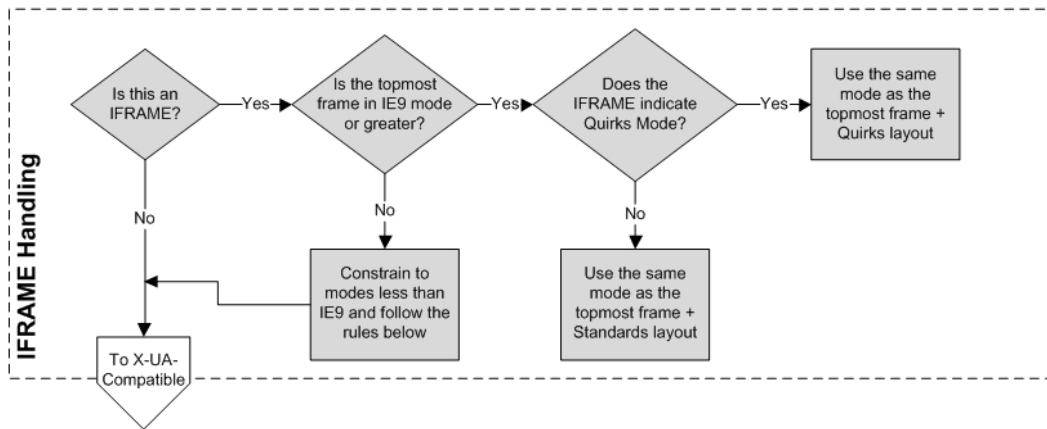 IFRAME Handling
Is this an
IFRAME?
Yes
Is the topmost
frame in IE9 mode
or greater?
Yes
Does the
IFRAME indicate
Quirks Mode?
Yes
Use the same
mode as the
topmost frame +
Quirks layout
No
No
No
Constrain to
modes less than
IE9 and follow the
rules below
Use the same
mode as the
topmost frame +
Standards layout
To X-UA-
Compatible